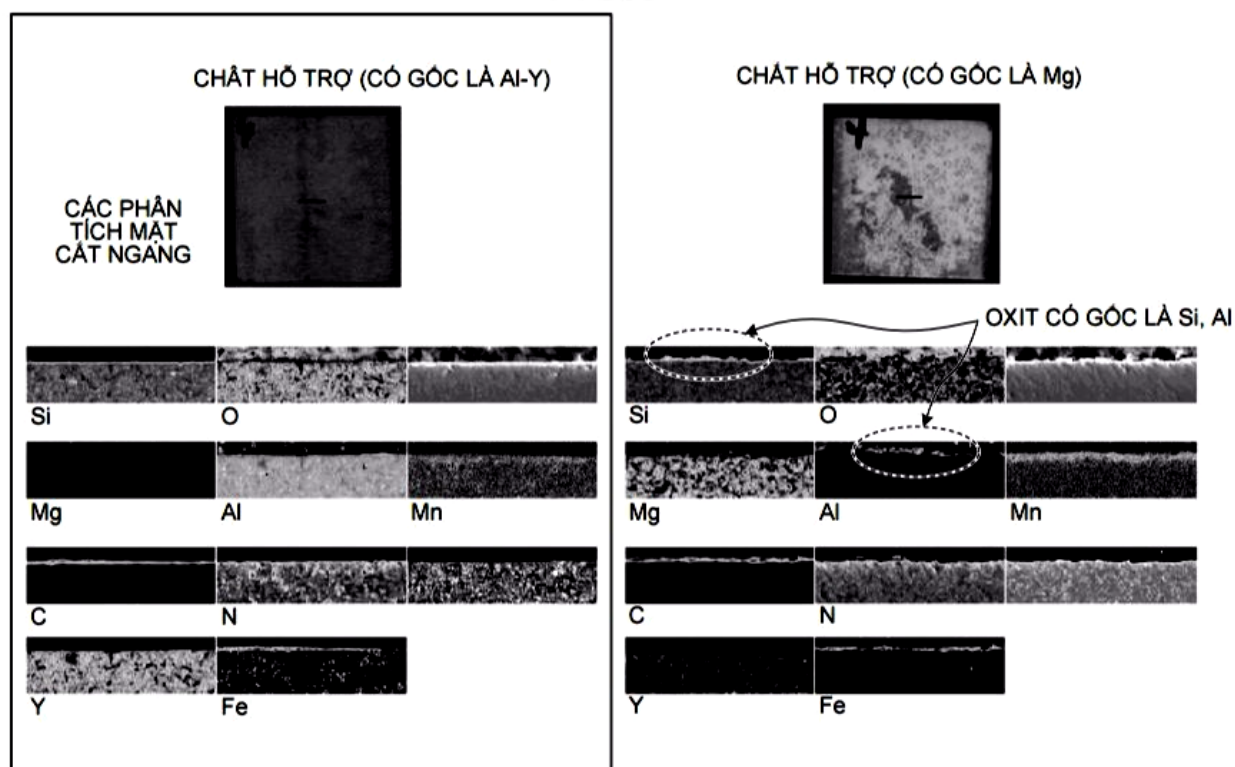 CHẤT HỖ TRỢ (CÓ GỐC LÀ Al-Y)
CÁC PHÂN
TÍCH MẶT
CẮT NGANG
Si O
Mg Al Mn
C N
Y Fe
CHẤT HỖ TRỢ (CÓ GỐC LÀ Mg)
OXIT CÓ GỐC LÀ Si, Al
Si O
Mg Al Mn
C N
Y Fe